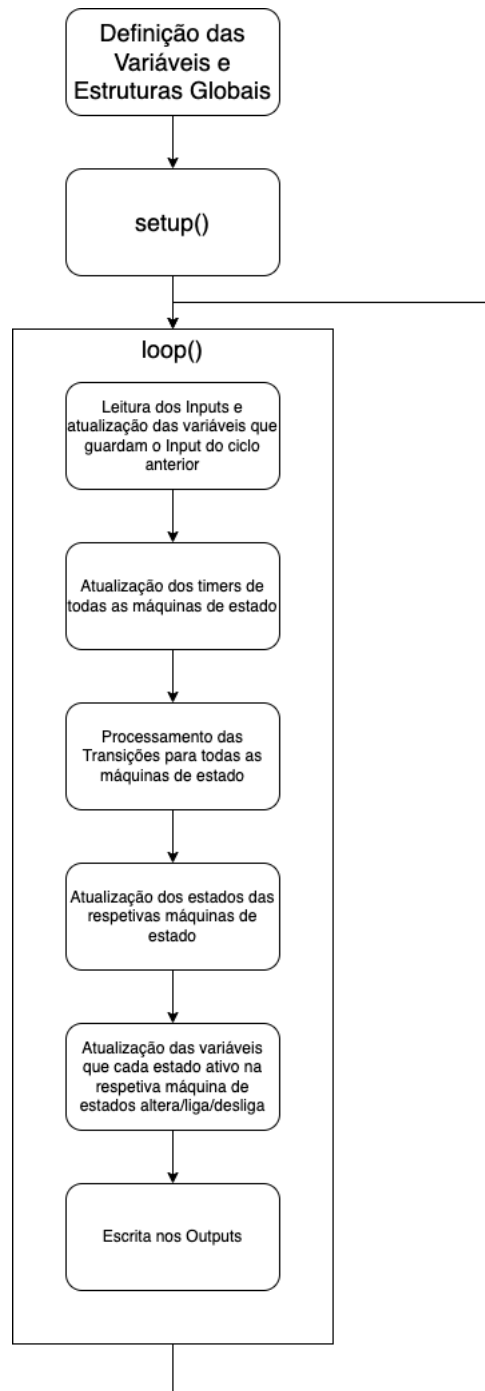 Definição das
Variáveis e
Estruturas Globais
setup()
loop()
Leitura dos Inputs e
atualização das variáveis que
guardam o Input do ciclo
anterior
Atualização dos timers de
todas as máquinas de estado
Processamento das
Transições para todas as
máquinas de estado
Atualização dos estados das
respetivas máquinas de
estado
Atualização das variáveis
que cada estado ativo na
respetiva máquina de
estados altera/liga/desliga
Escrita nos Outputs